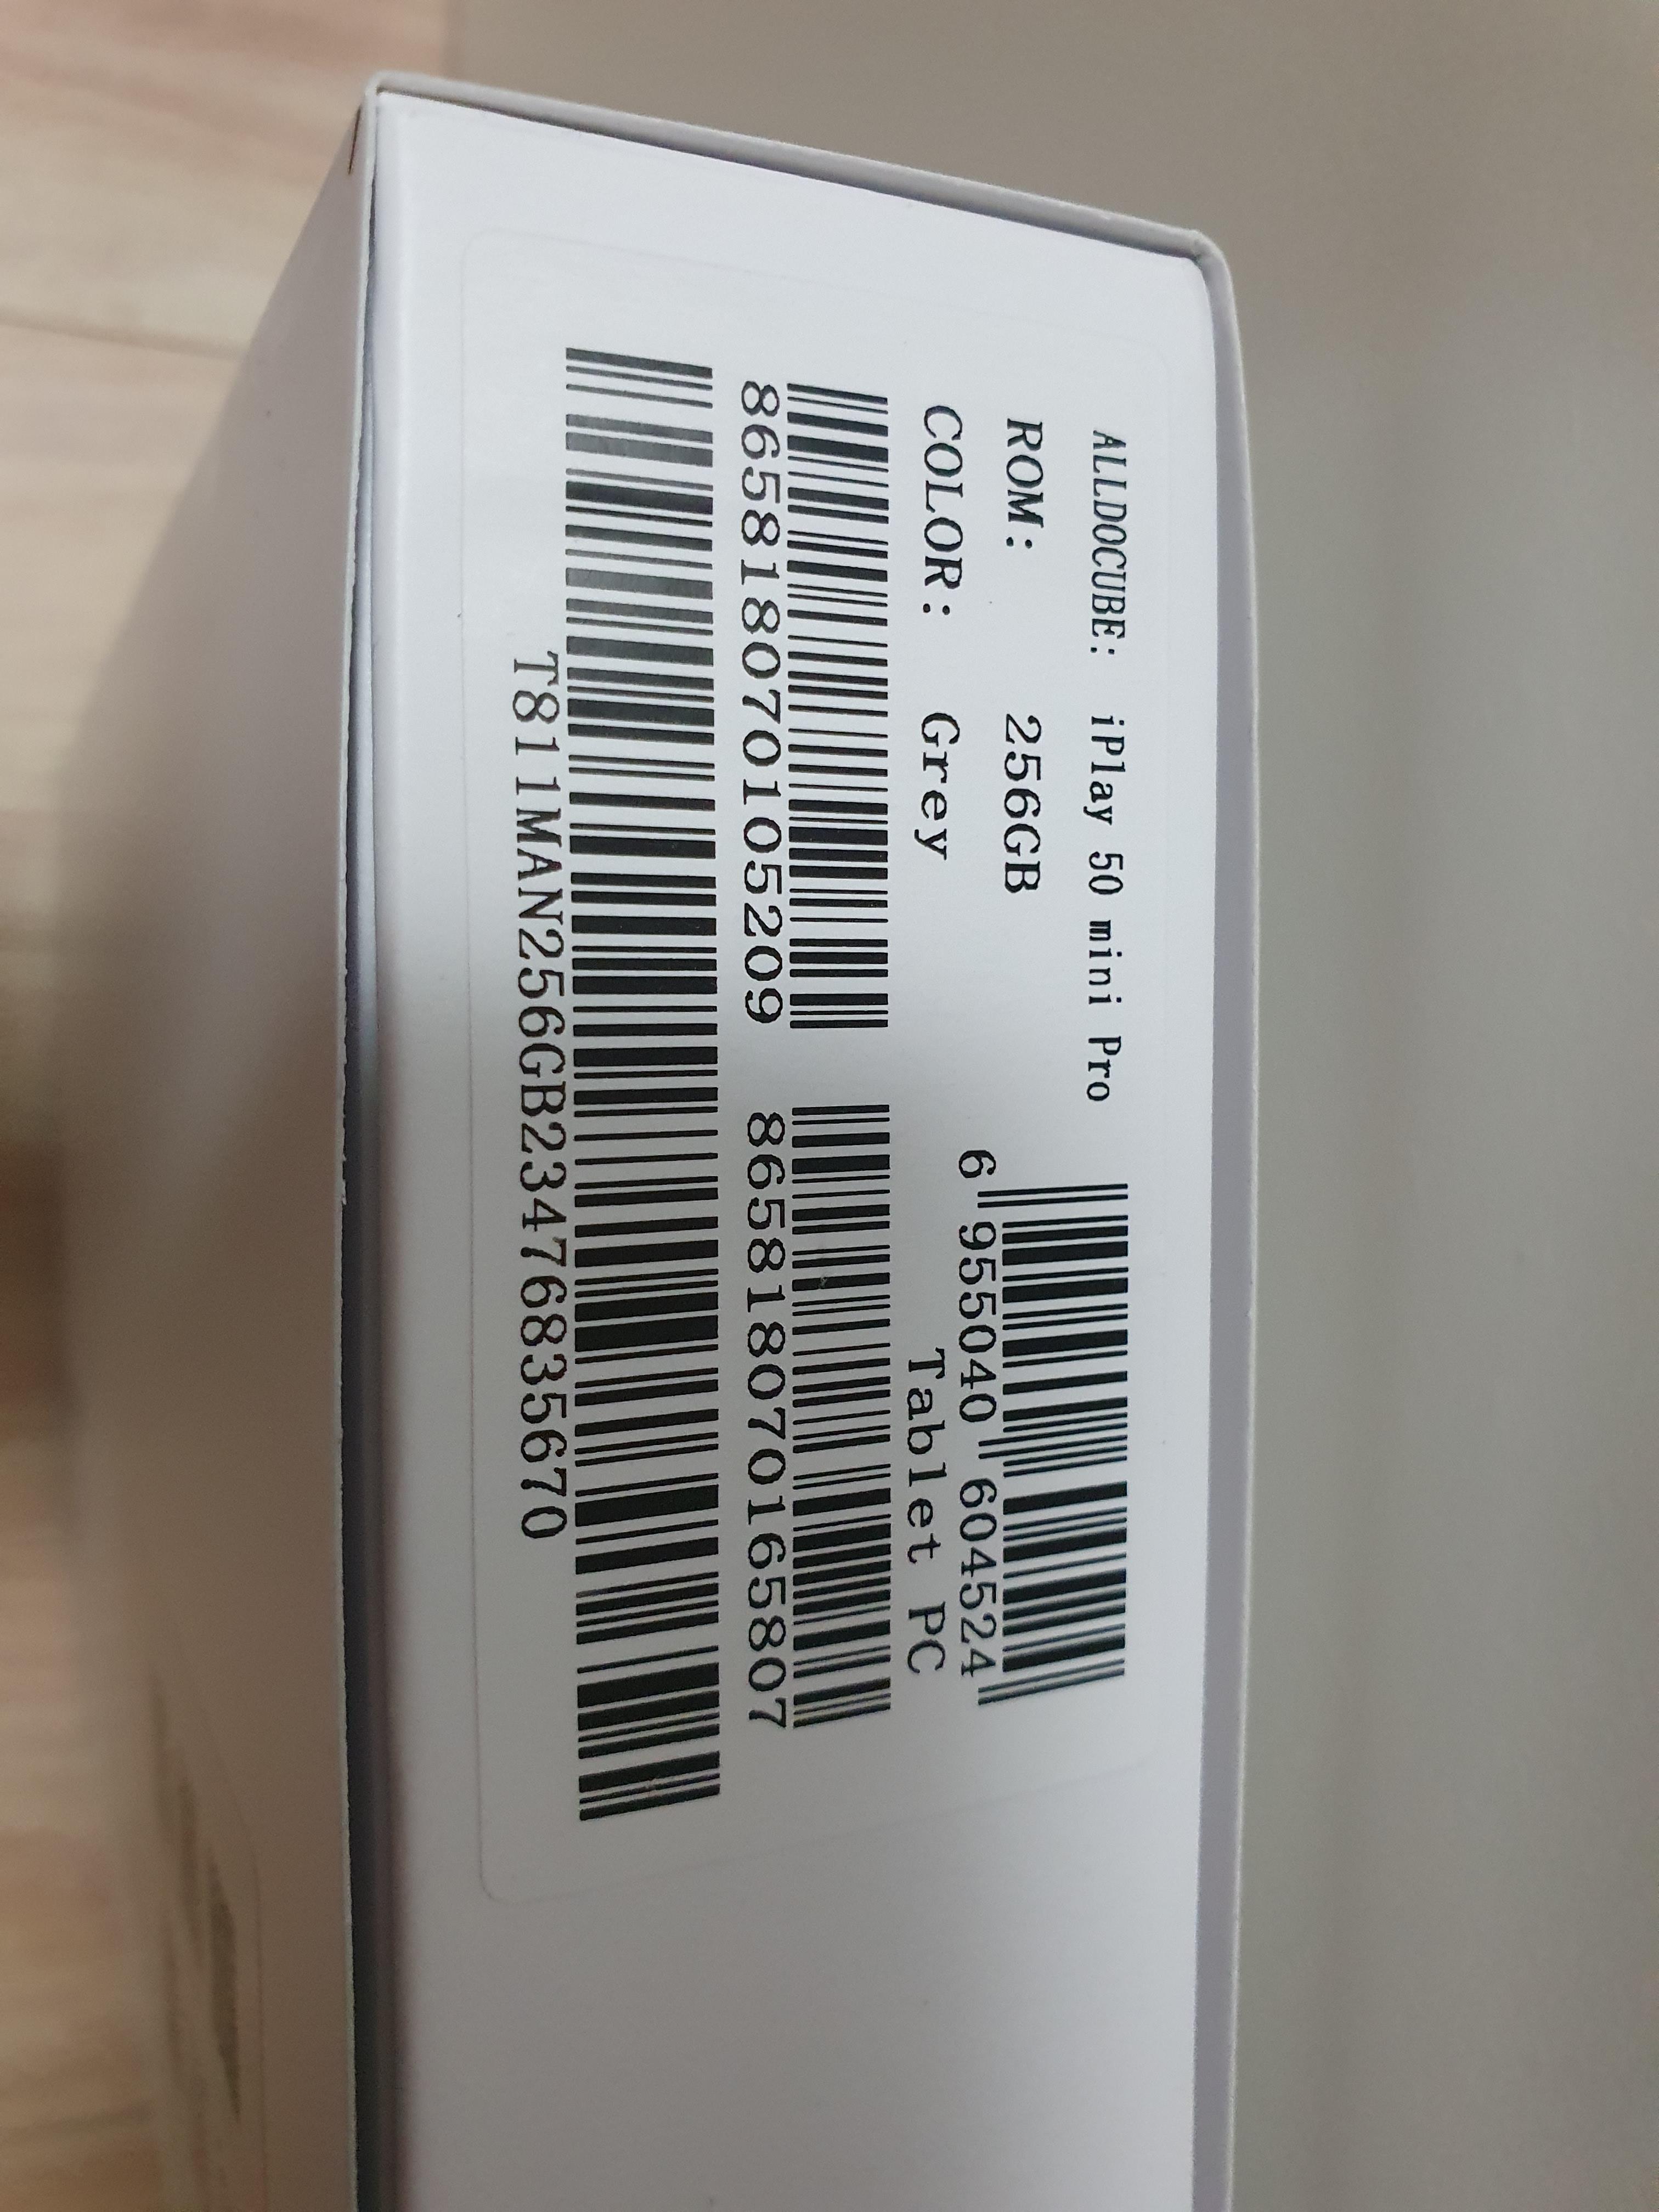 ALLDOCUBE: iPlay 50 mini Pro
ROM: 256GB
COLOR: Grey
6 955040 604524
Tablet PC
865818070105209 865818070165807
T811MAN256GB23476835670